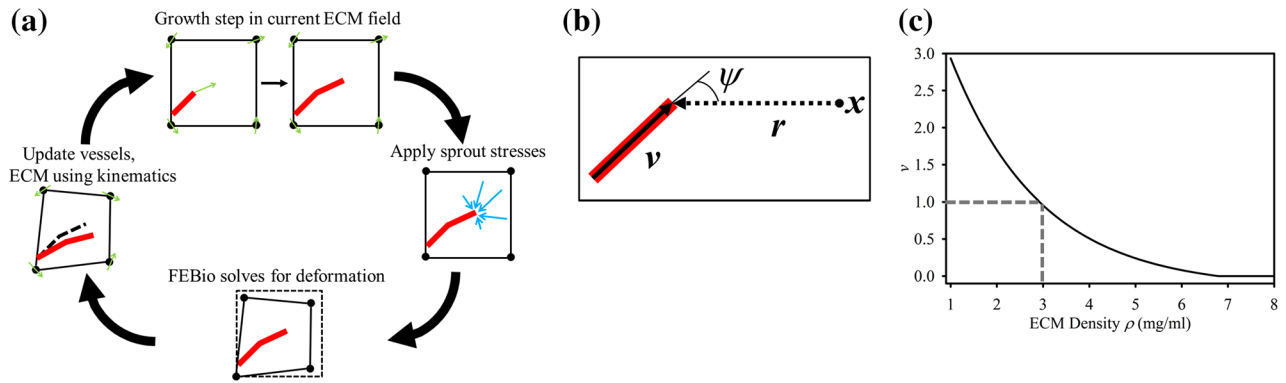 (a)
Growth step in current ECM field
Apply sprout stresses
FEBio solves for deformation
Update vessels,
ECM using kinematics
(b)
ψ
x
r
v
(c)
3.0
2.5
2.0
1.5
1.0
0.5
0.0
v
1 2 3 4 5 6 7 8
ECM Density ρ (mg/ml)